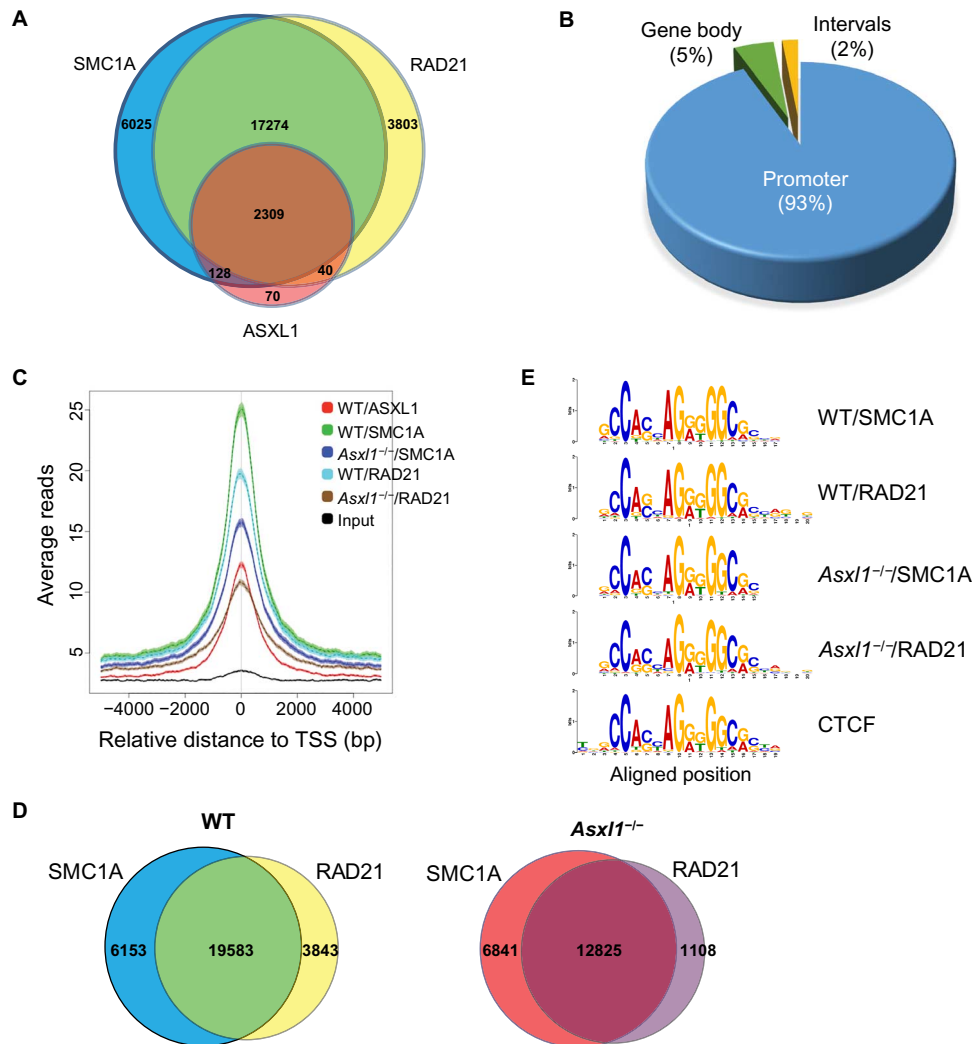 A
SMC1A
RAD21
6025
17274
3803
2309
128
40
70
ASXL1
B
Gene body
(5%)
Intervals
(2%)
Promoter
(93%)
C
25
20
15
10
5
Average reads
WT/ASXL1
WT/SMC1A
Asxl1−/−/SMC1A
WT/RAD21
Asxl1−/−/RAD21
Input
−4000 −2000 0 2000 4000
Relative distance to TSS (bp)
E
WT/SMC1A
WT/RAD21
Asxl1−/−/SMC1A
Asxl1−/−/RAD21
CTCF
Aligned position
D
WT
SMC1A
RAD21
6153
19583
3843
Asxl1−/−
SMC1A
RAD21
6841
12825
1108